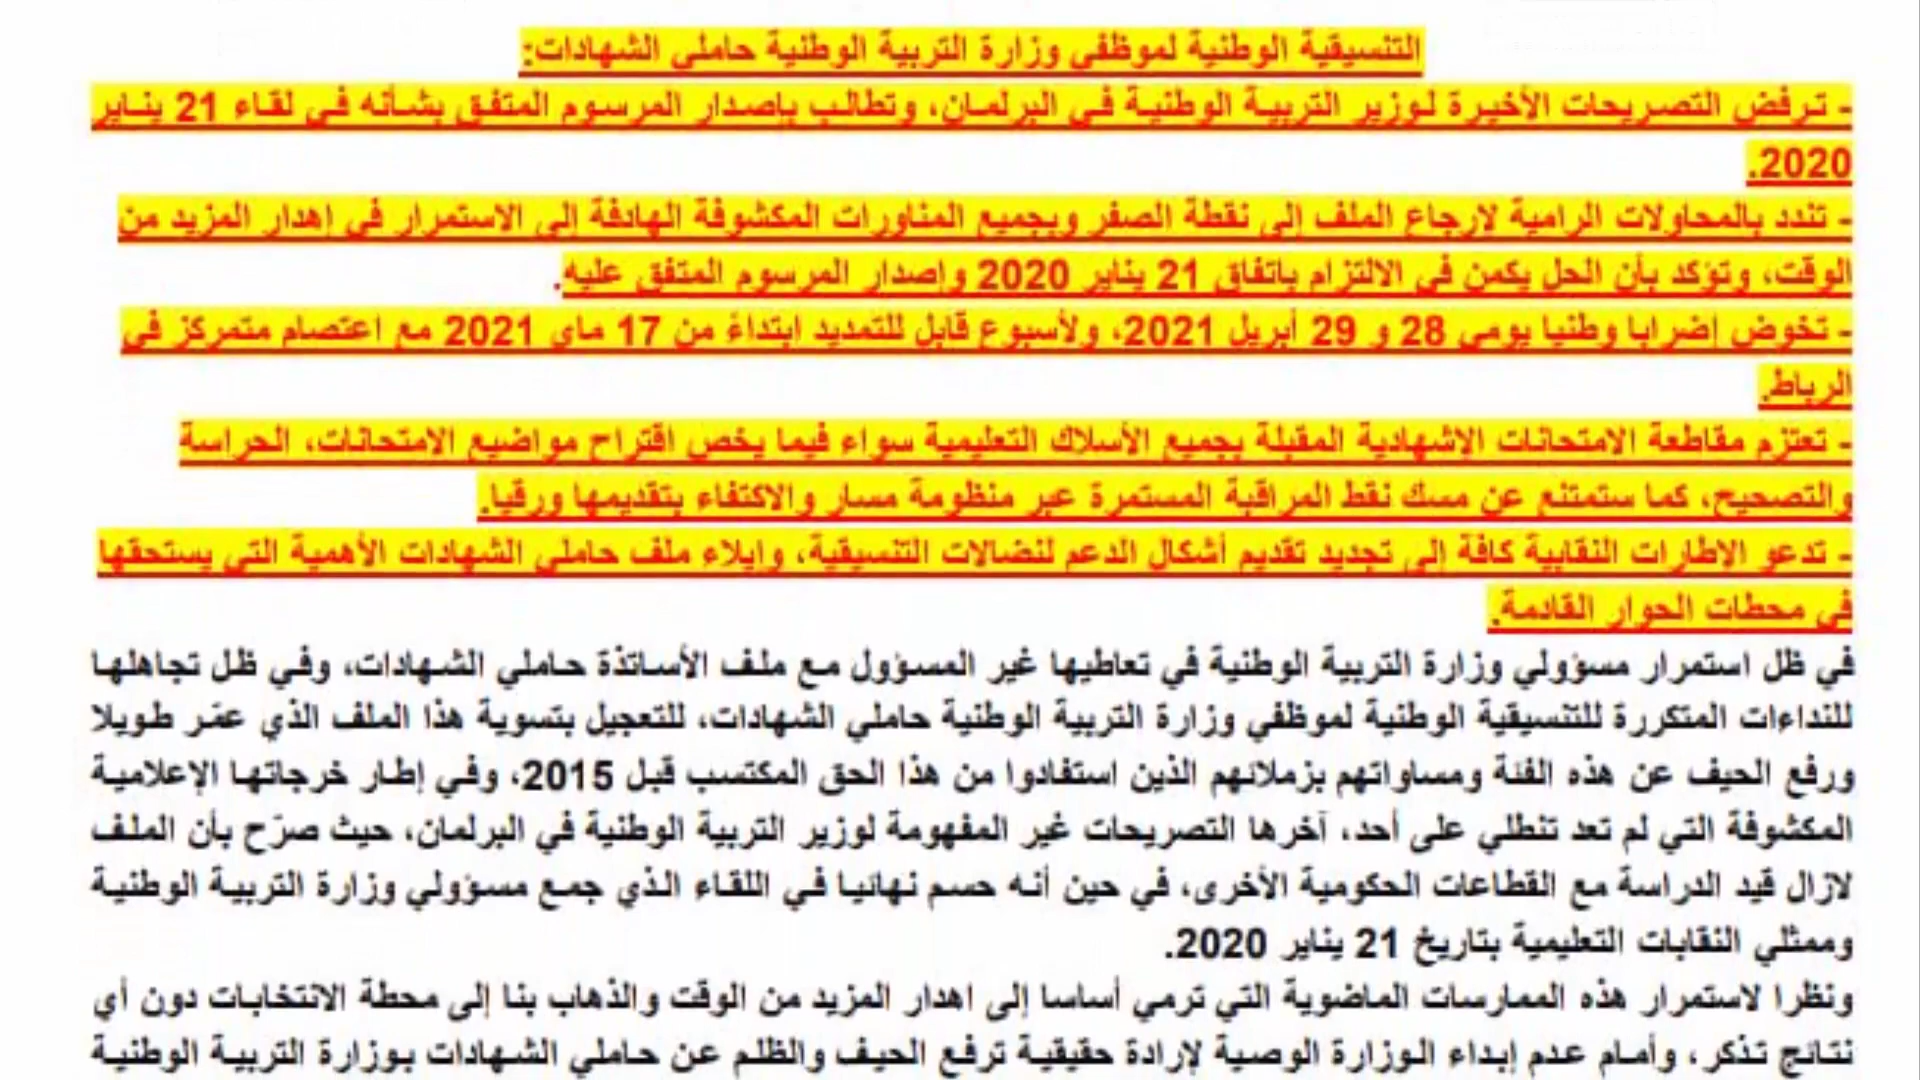 التنسيقية الوطنية لموظفي وزارة التربية الوطنية حاملي الشهادات:
- ترفض التصريحات الأخيرة لوزير التربية الوطنية في البرلمان، وتطالب بإصدار المرسوم المتفق بشأنه في لقاء 21 يناير
2020.
- تندد بالمحاولات الرامية لارجاع الملف إلى نقطة الصفر وبجميع المناورات المكشوفة الهادفة إلى الاستمرار في إهدار المزيد من
الوقت، وتؤكد بأن الحل يكمن في الالتزام باتفاق 21 يناير 2020 وإصدار المرسوم المتفق عليه.
- تخوض إضرابا وطنيا يومي 28 و 29 أبريل 2021، ولأسبوع قابل للتمديد ابتداءً من 17 ماي 2021 مع اعتصام متمركز في
الرباط.
- تعتزم مقاطعة الامتحانات الإشهادية المقبلة بجميع الأسلاك التعليمية سواء فيما يخص اقتراح مواضيع الامتحانات، الحراسة
والتصحيح، كما ستمتنع عن مسك نقط المراقبة المستمرة عبر منظومة مسار والاكتفاء بتقديمها ورقيا.
- تدعو الاطارات النقابية كافة إلى تجديد تقديم أشكال الدعم لنضالات التنسيقية، وإيلاء ملف حاملي الشهادات الأهمية التي يستحقها
في محطات الحوار القادمة.
في ظل استمرار مسؤولي وزارة التربية الوطنية في تعاطيها غير المسؤول مع ملف الأساتذة حاملي الشهادات، وفي ظل تجاهلها
للنداءات المتكررة للتنسيقية الوطنية لموظفي وزارة التربية الوطنية حاملي الشهادات، للتعجيل بتسوية هذا الملف الذي عمّر طويلا
ورفع الحيف عن هذه الفئة ومساواتهم بزملائهم الذين استفادوا من هذا الحق المكتسب قبل 2015، وفي إطار خرجاتها الإعلامية
المكشوفة التي لم تعد تنطلي على أحد، آخرها التصريحات غير المفهومة لوزير التربية الوطنية في البرلمان، حيث صرّح بأن الملف
لازال قيد الدراسة مع القطاعات الحكومية الأخرى، في حين أنه حسم نهائيا في اللقاء الذي جمع مسؤولي وزارة التربية الوطنية
وممثلي النقابات التعليمية بتاريخ 21 يناير 2020.
ونظرا لاستمرار هذه الممارسات الماضوية التي ترمي أساسا إلى اهدار المزيد من الوقت والذهاب بنا إلى محطة الانتخابات دون أي
نتائج تذكر، وأمام عدم إبداء الوزارة الوصية لإرادة حقيقية ترفع الحيف والظلم عن حاملي الشهادات بوزارة التربية الوطنية